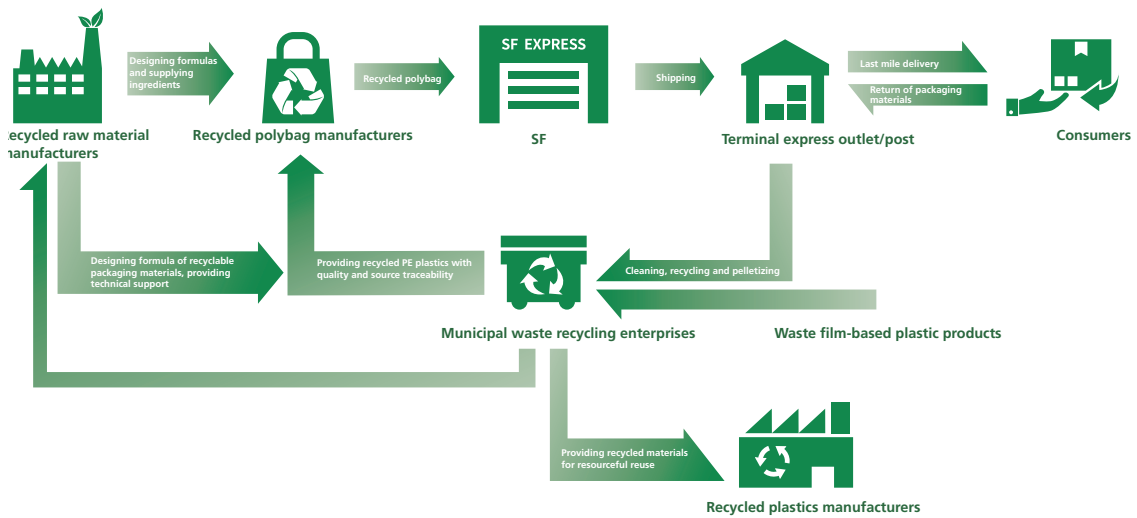 SF EXPRESS
Designing formulas
and supplying
ingredients
Recycled polybag
Shipping
Last mile delivery
Return of packaging
materials
ecycled raw material
anufacturers
Recycled polybag manufacturers
SF
Terminal express outlet/post
Consumers
Designing formula of recyclable
packaging materials, providing
technical support
Providing recycled PE plastics with
quality and source traceability
Cleaning, recycling and pelletizing
Municipal waste recycling enterprises
Waste film-based plastic products
Providing recycled materials
for resourceful reuse
Recycled plastics manufacturers